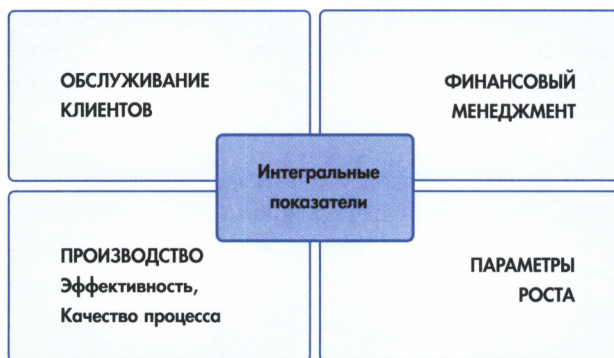 ОБСЛУЖИВАНИЕ
КЛИЕНТОВ
ФИНАНСОВЫЙ
МЕНЕДЖМЕНТ
Интегральные
показатели
ПРОИЗВОДСТВО
Эффективность,
Качество процесса
ПАРАМЕТРЫ
РОСТА